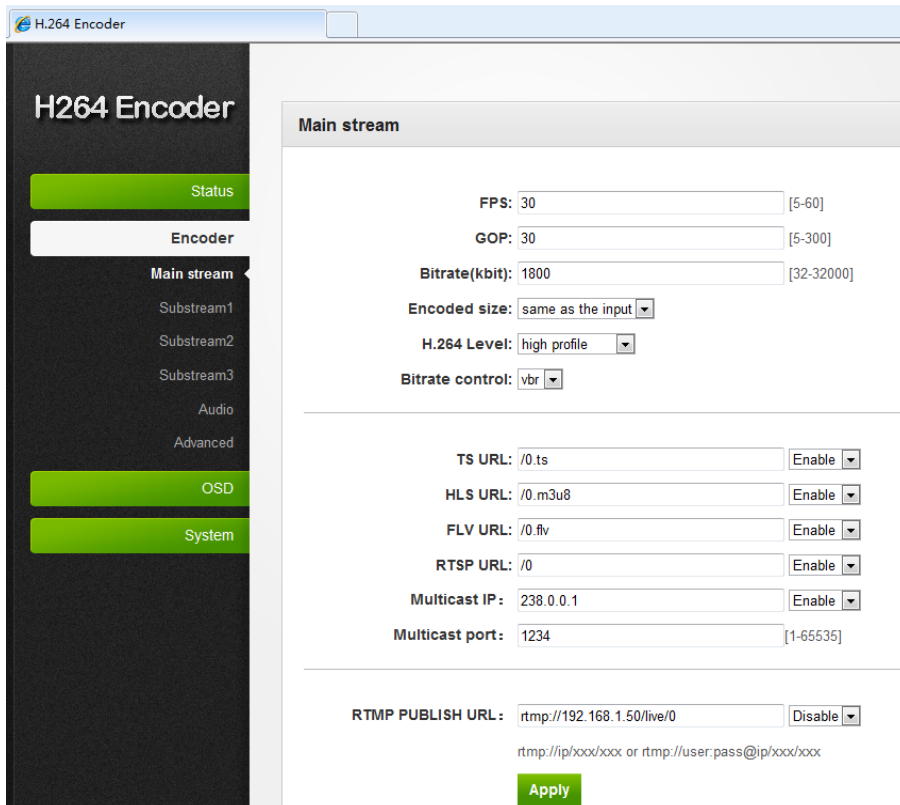 H.264 Encoder
H264 Encoder
Status
Encoder
Main stream
Substream1
Substream2
Substream3
Audio
Advanced
OSD
System
Main stream
FPS: 30 [5-60]
GOP: 30 [5-300]
Bitrate(kbit): 1800 [32-32000]
Encoded size: same as the input
H.264 Level: high profile
Bitrate control: vbr
TS URL: /0.ts Enable
HLS URL: /0.m3u8 Enable
FLV URL: /0.flv Enable
RTSP URL: /0 Enable
Multicast IP： 238.0.0.1 Enable
Multicast port： 1234 [1-65535]
RTMP PUBLISH URL： rtmp://192.168.1.50/live/0 Disable
rtmp://ip/xxx/xxx or rtmp://user:pass@ip/xxx/xxx
Apply